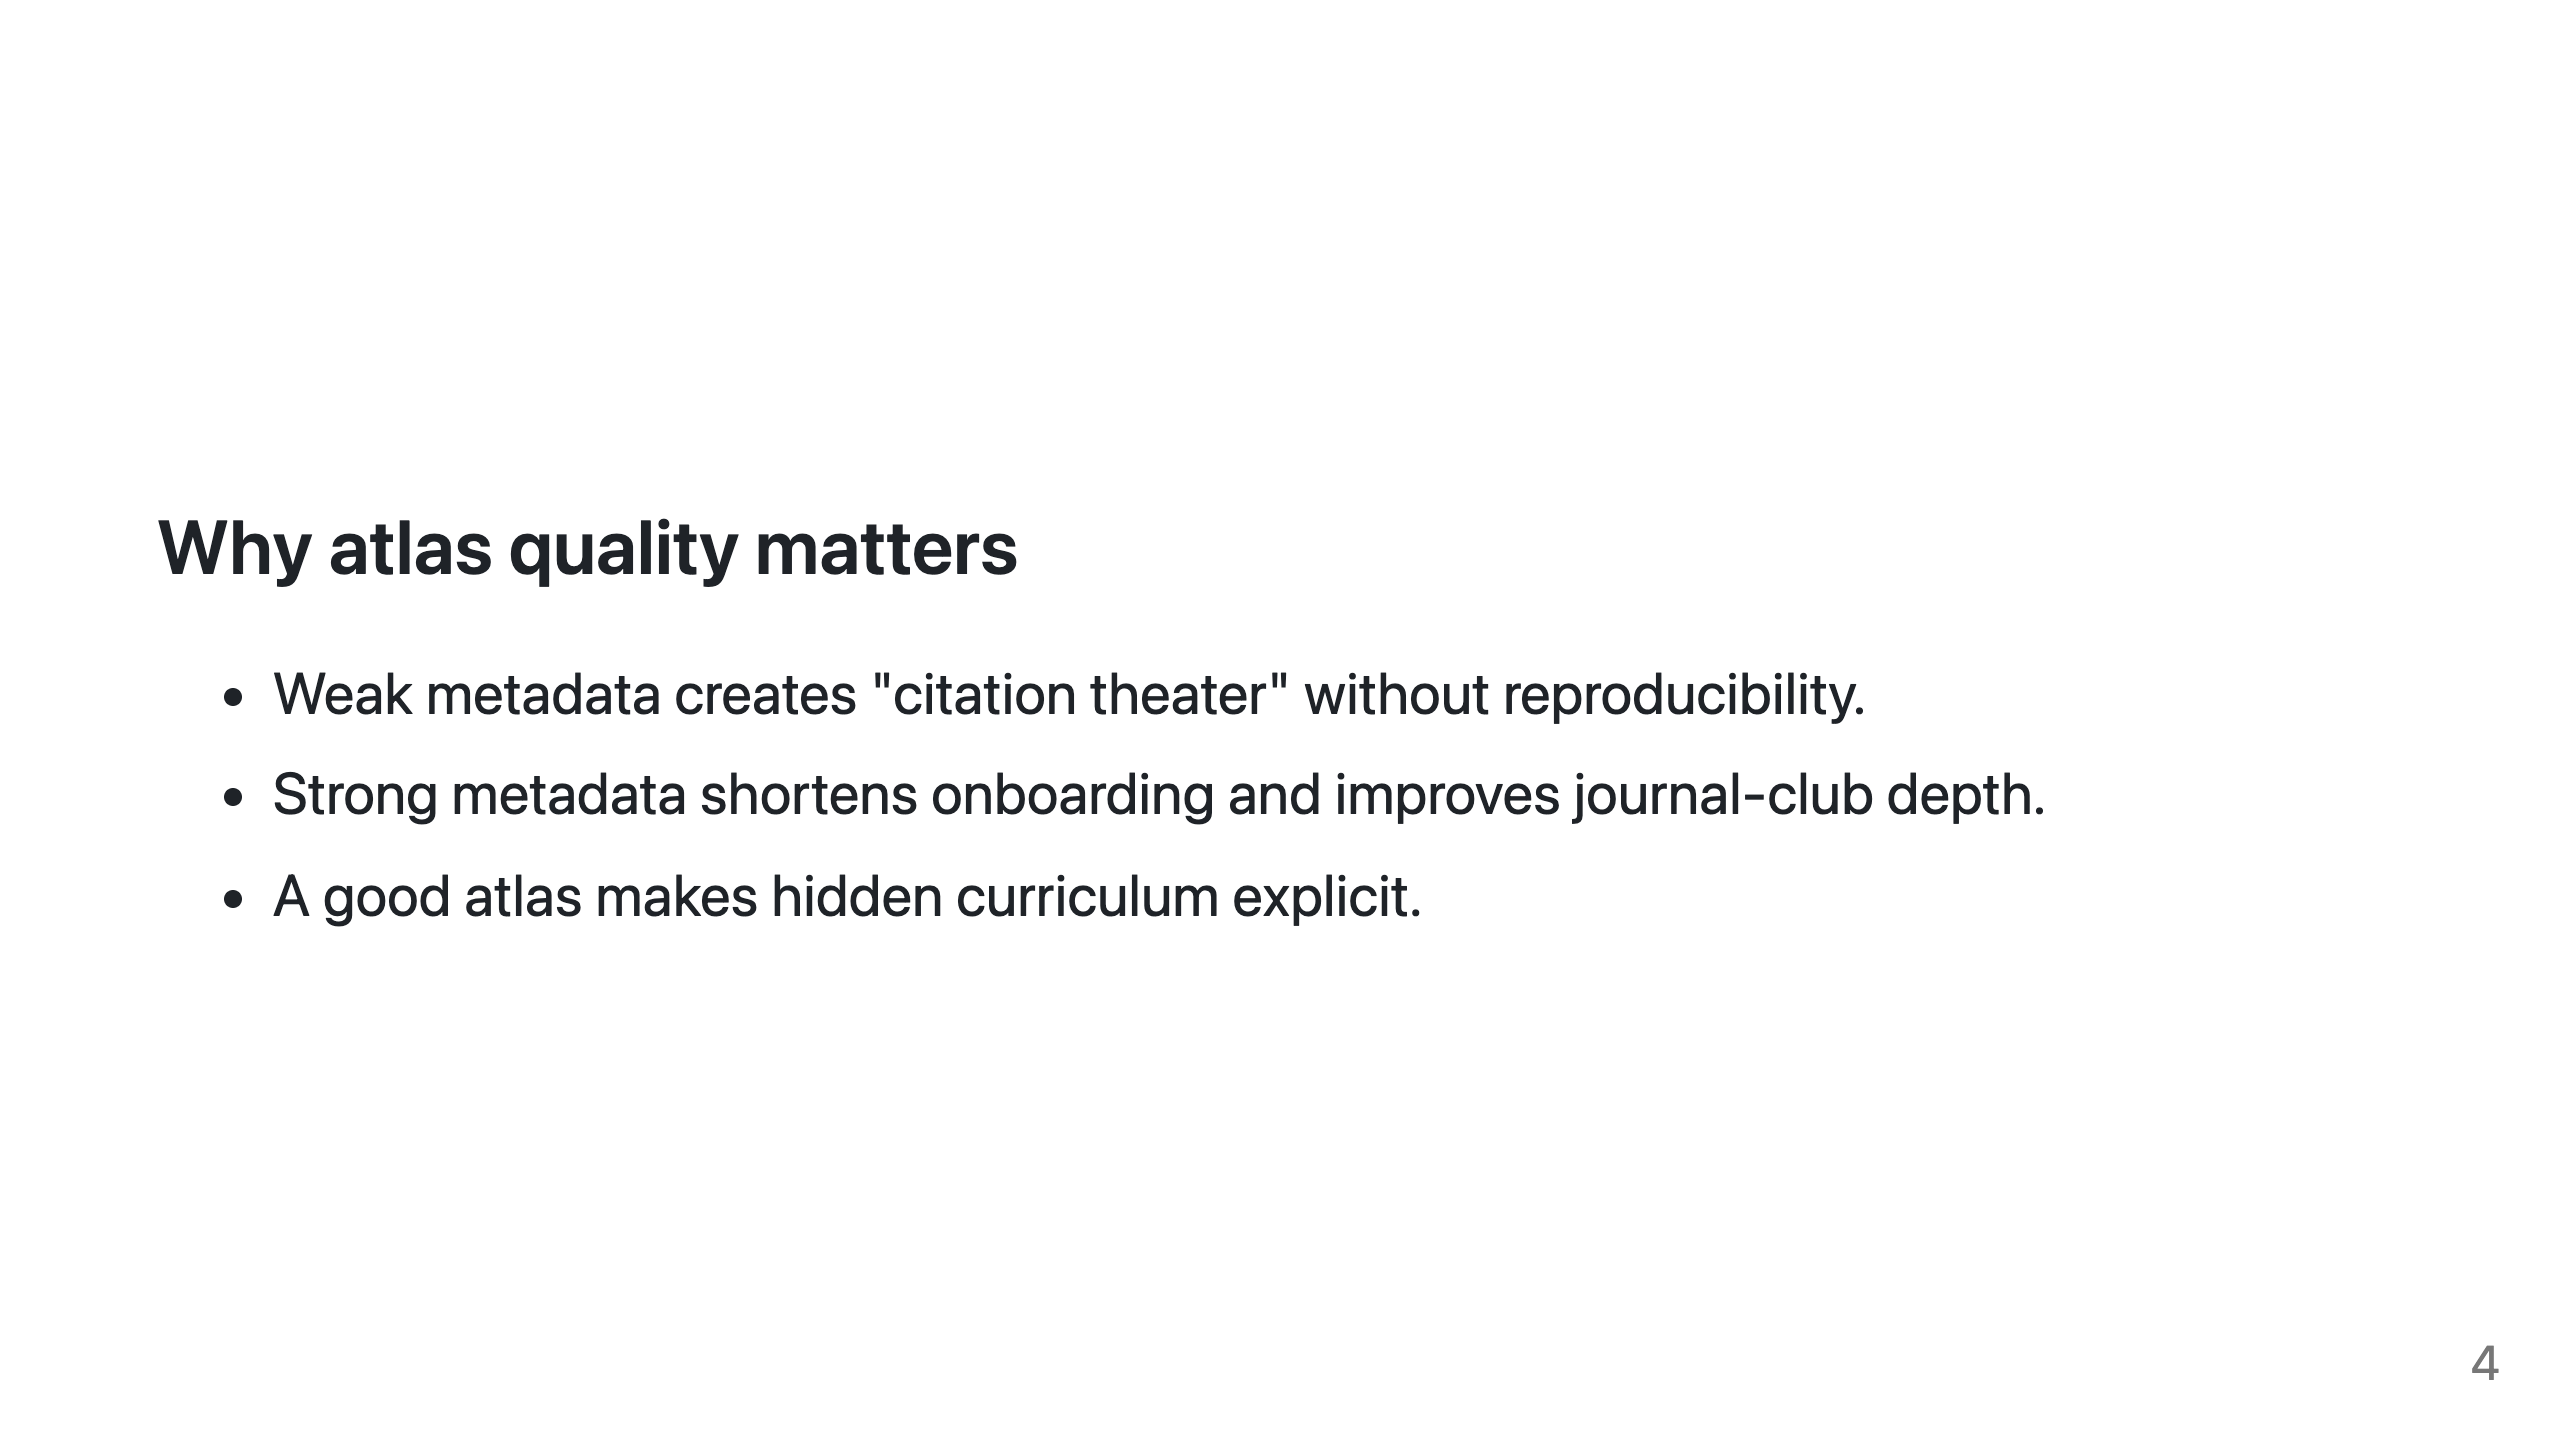 Why atlas quality matters
• Weak metadata creates "citation theater" without reproducibility.
• Strong metadata shortens onboarding and improves journal-club depth.
• A good atlas makes hidden curriculum explicit.
4